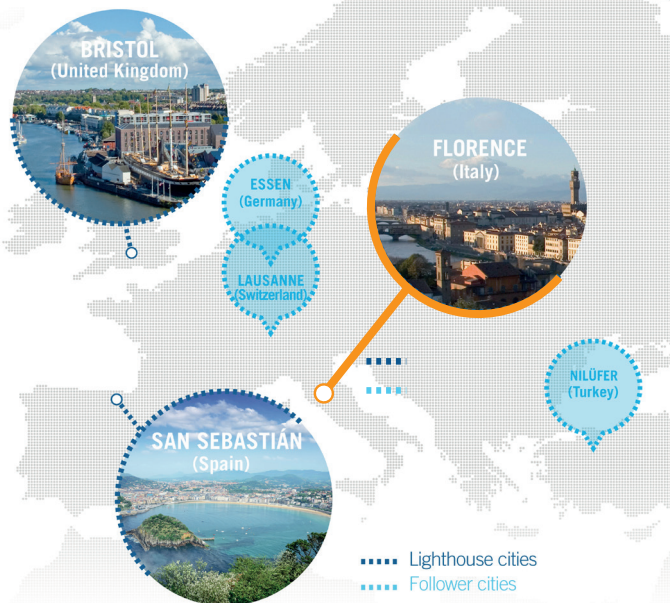 BRISTOL
(United Kingdom)
FLORENCE
(Italy)
ESSEN
(Germany)
LAUSANNE
(Switzerland)
NILÜFER
(Turkey)
SAN SEBASTIÁN
(Spain)
Lighthouse cities
Follower cities